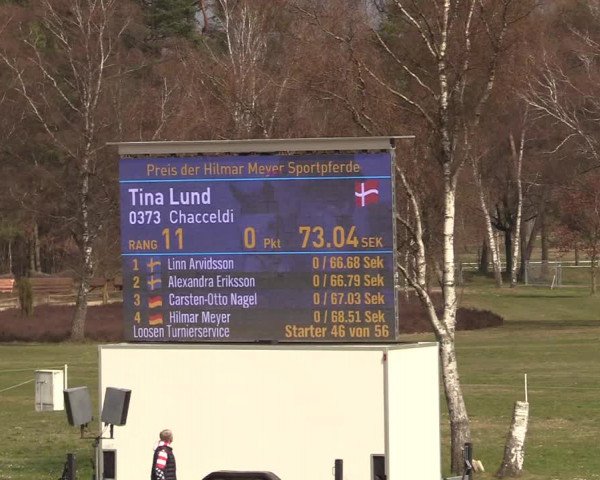 Preis der Hilmar Meyer Sportpferde
Tina Lund
0373 Chacceldi
RANG 11 0 Pkt 73.04 SEK
1 Linn Arvidsson 0 / 66.68 Sek
2 Alexandra Eriksson 0 / 66.79 Sek
3 Carsten-Otto Nagel 0 / 67.03 Sek
4 Hilmar Meyer 0 / 68.51 Sek
Loosen Turnierservice Starter 46 von 56